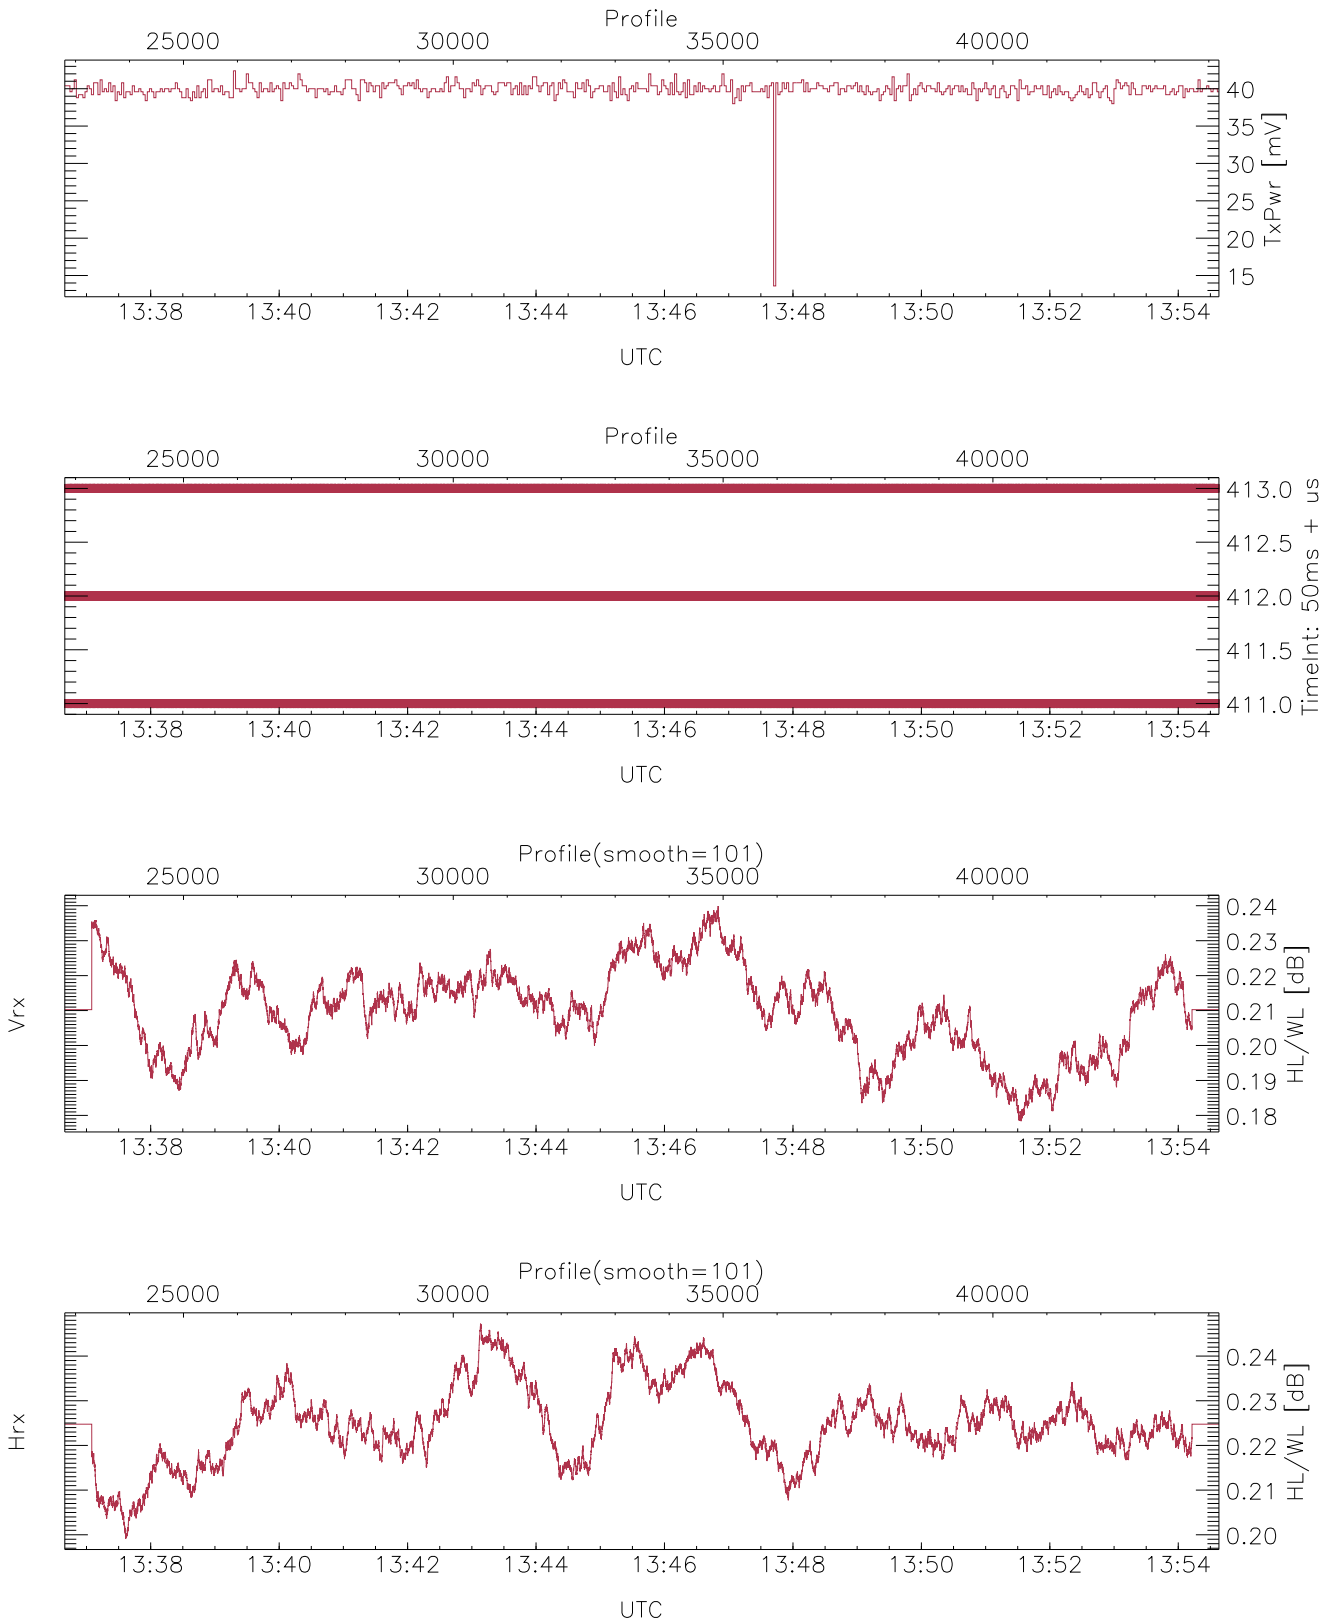 Profile
25000 30000 35000 40000
40
35
30
25
20
15
TxPwr [mV]
13:38 13:40 13:42 13:44 13:46 13:48 13:50 13:52 13:54
UTC
Profile
25000 30000 35000 40000
413.0
412.5
412.0
411.5
411.0
TimeInt: 50ms + us
13:38 13:40 13:42 13:44 13:46 13:48 13:50 13:52 13:54
UTC
Profile(smooth=101)
25000 30000 35000 40000
Vrx
0.24
0.23
0.22
0.21
0.20
0.19
0.18
HL/WL [dB]
13:38 13:40 13:42 13:44 13:46 13:48 13:50 13:52 13:54
UTC
Profile(smooth=101)
25000 30000 35000 40000
Hrx
0.24
0.23
0.22
0.21
0.20
HL/WL [dB]
13:38 13:40 13:42 13:44 13:46 13:48 13:50 13:52 13:54
UTC